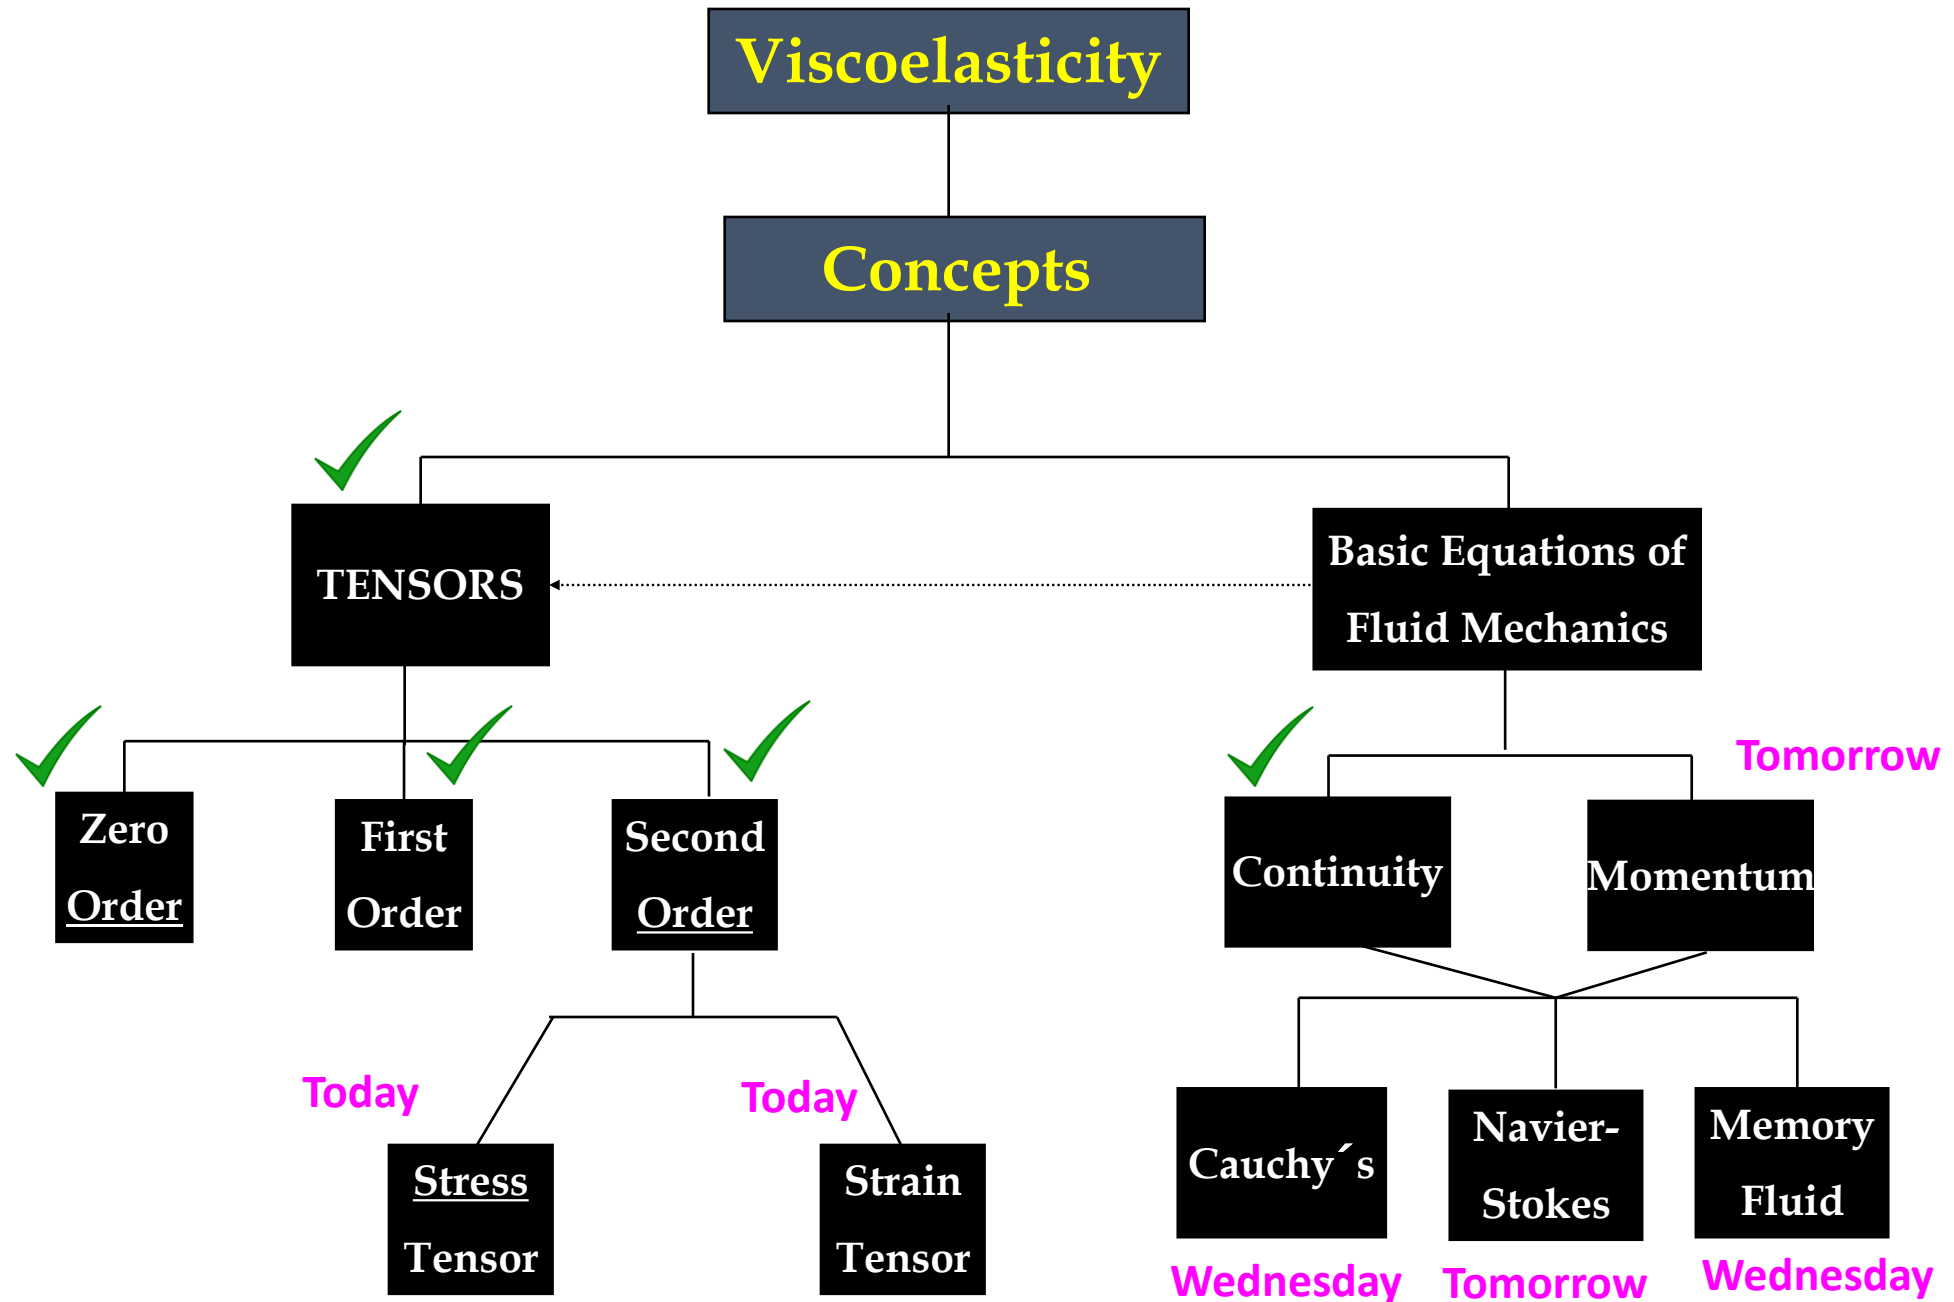 Viscoelasticity
Concepts
TENSORS
Basic Equations of
Fluid Mechanics
Tomorrow
Zero
Order
First
Order
Second
Order
Continuity
Momentum
Today
Today
Stress
Tensor
Strain
Tensor
Cauchy´s
Navier-
Stokes
Memory
Fluid
Wednesday
Tomorrow
Wednesday